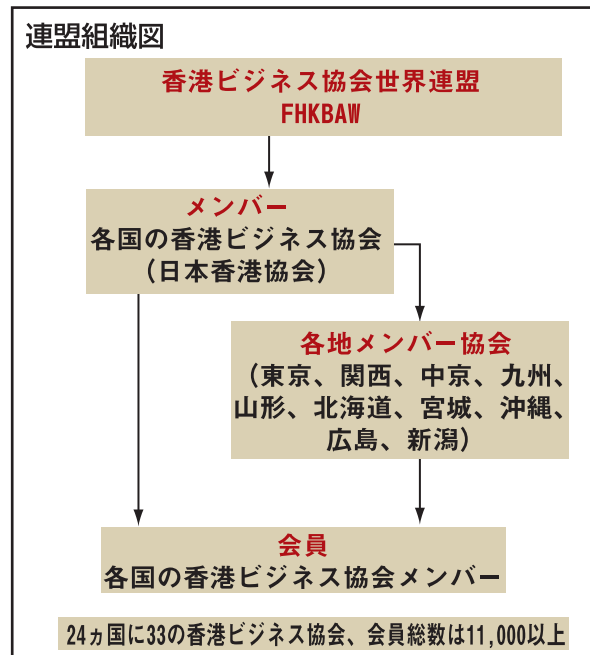 連盟組織図
香港ビジネス協会世界連盟
FHKBAW
メンバー
各国の香港ビジネス協会
（日本香港協会）
各地メンバー協会
（東京、関西、中京、九州、
山形、北海道、宮城、沖縄、
広島、新潟）
会員
各国の香港ビジネス協会メンバー
24ヵ国に33の香港ビジネス協会、会員総数は11,000以上